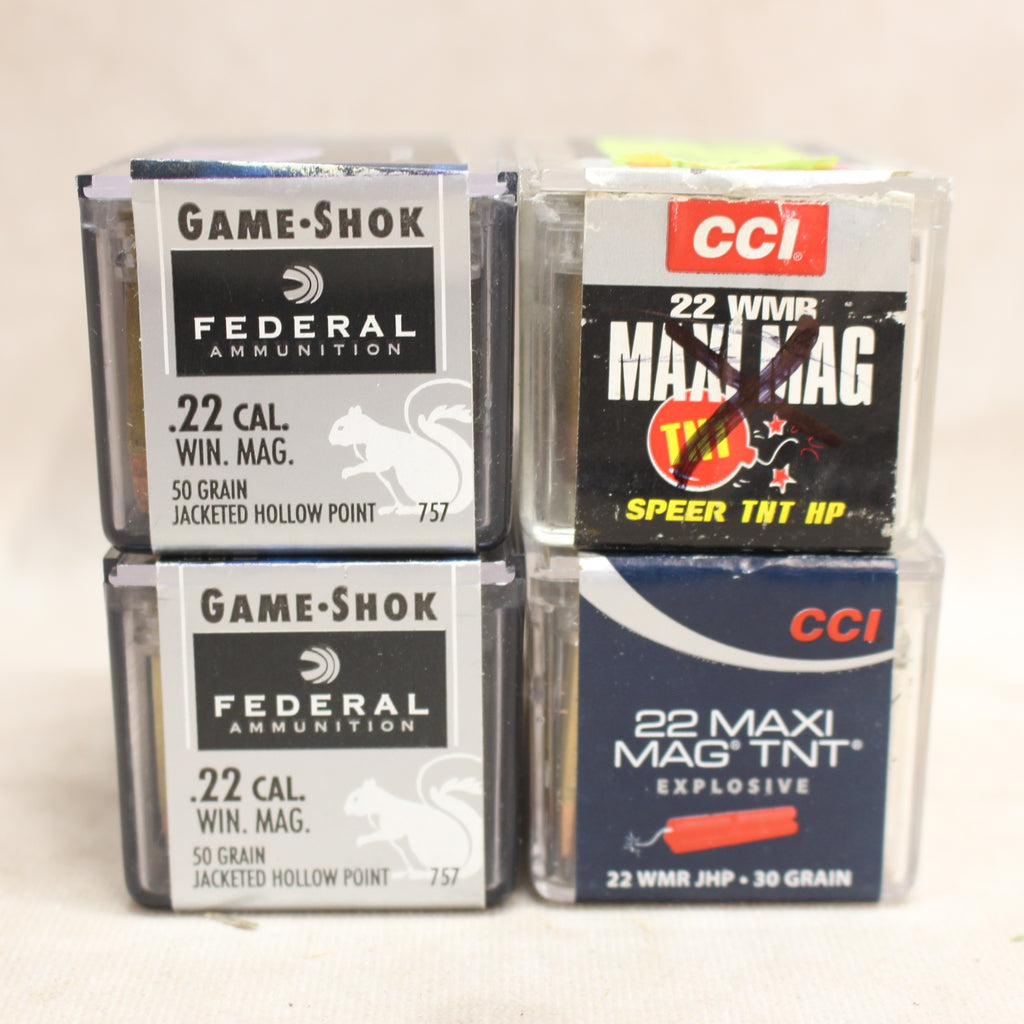 GAME•SHOK
FEDERAL
AMMUNITION
.22 CAL.
WIN. MAG.
50 GRAIN
JACKETED HOLLOW POINT 757
CCI®
22 WMR
MAXI MAG
TNT
SPEER TNT HP
GAME•SHOK
FEDERAL
AMMUNITION
.22 CAL.
WIN. MAG.
50 GRAIN
JACKETED HOLLOW POINT 757
CCI
22 MAXI
MAG® TNT®
EXPLOSIVE
22 WMR JHP • 30 GRAIN